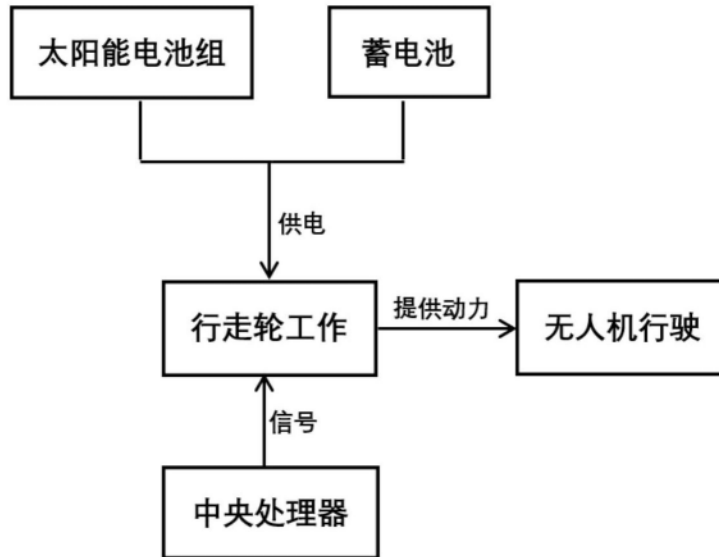 太阳能电池组
蓄电池
供电
行走轮工作
提供动力
无人机行驶
信号
中央处理器